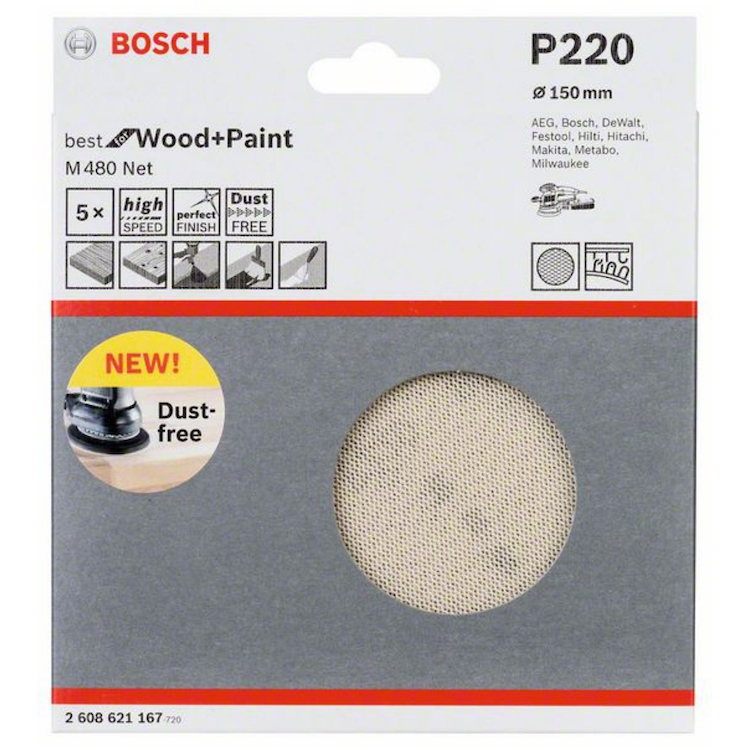 BOSCH
best for Wood+Paint
M 480 Net
5×
high
SPEED
perfect
FINISH
Dust
FREE
P220
Ø 150 mm
AEG, Bosch, DeWalt,
Festool, Hilti, Hitachi,
Makita, Metabo,
Milwaukee
NEW!
Dust-
free
2 608 621 167-720